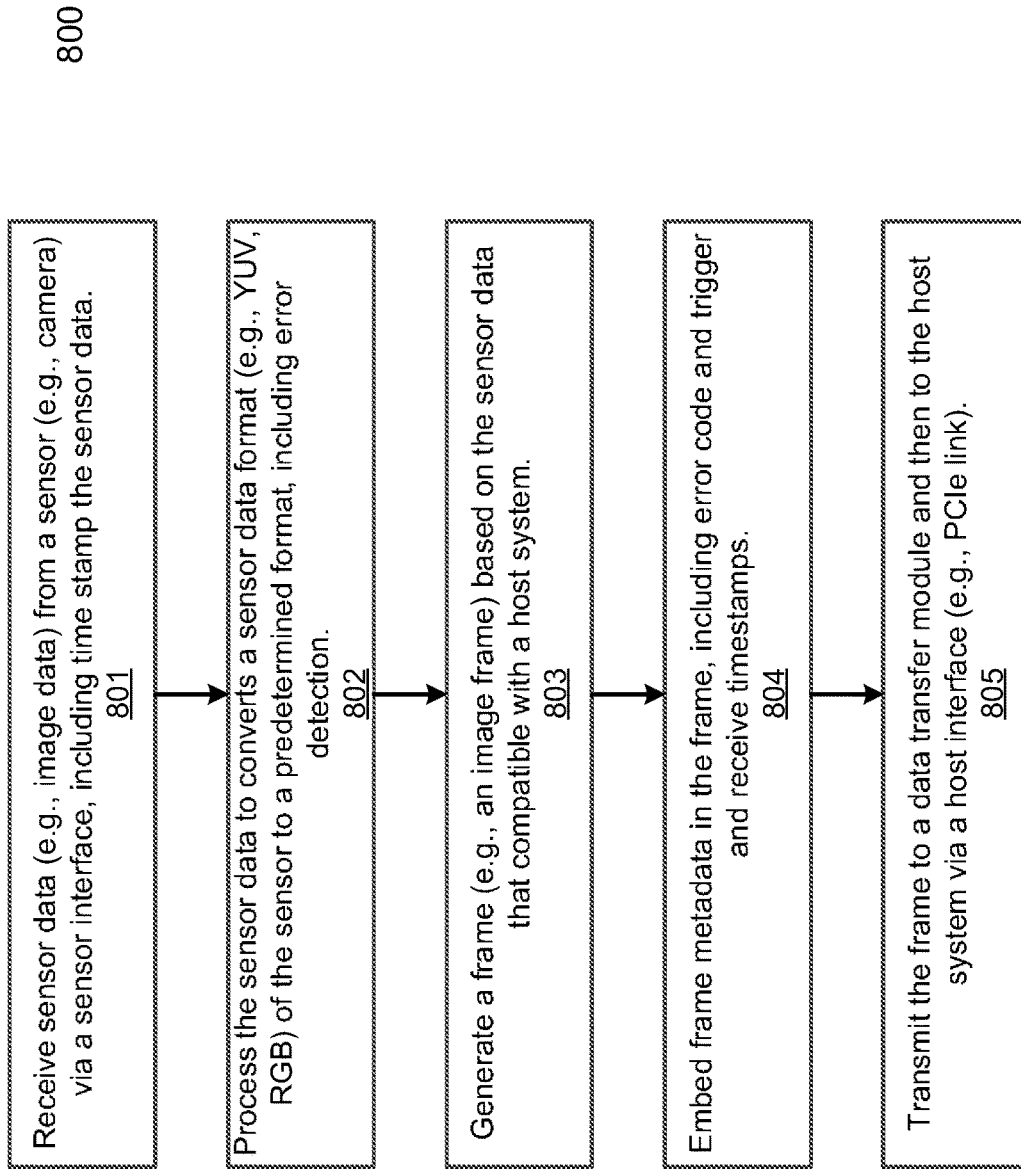 800
Receive sensor data (e.g., image data) from a sensor (e.g., camera)
via a sensor interface, including time stamp the sensor data.
801
Process the sensor data to converts a sensor data format (e.g., YUV,
RGB) of the sensor to a predetermined format, including error
detection.
802
Generate a frame (e.g., an image frame) based on the sensor data
that compatible with a host system.
803
Embed frame metadata in the frame, including error code and trigger
and receive timestamps.
804
Transmit the frame to a data transfer module and then to the host
system via a host interface (e.g., PCIe link).
805